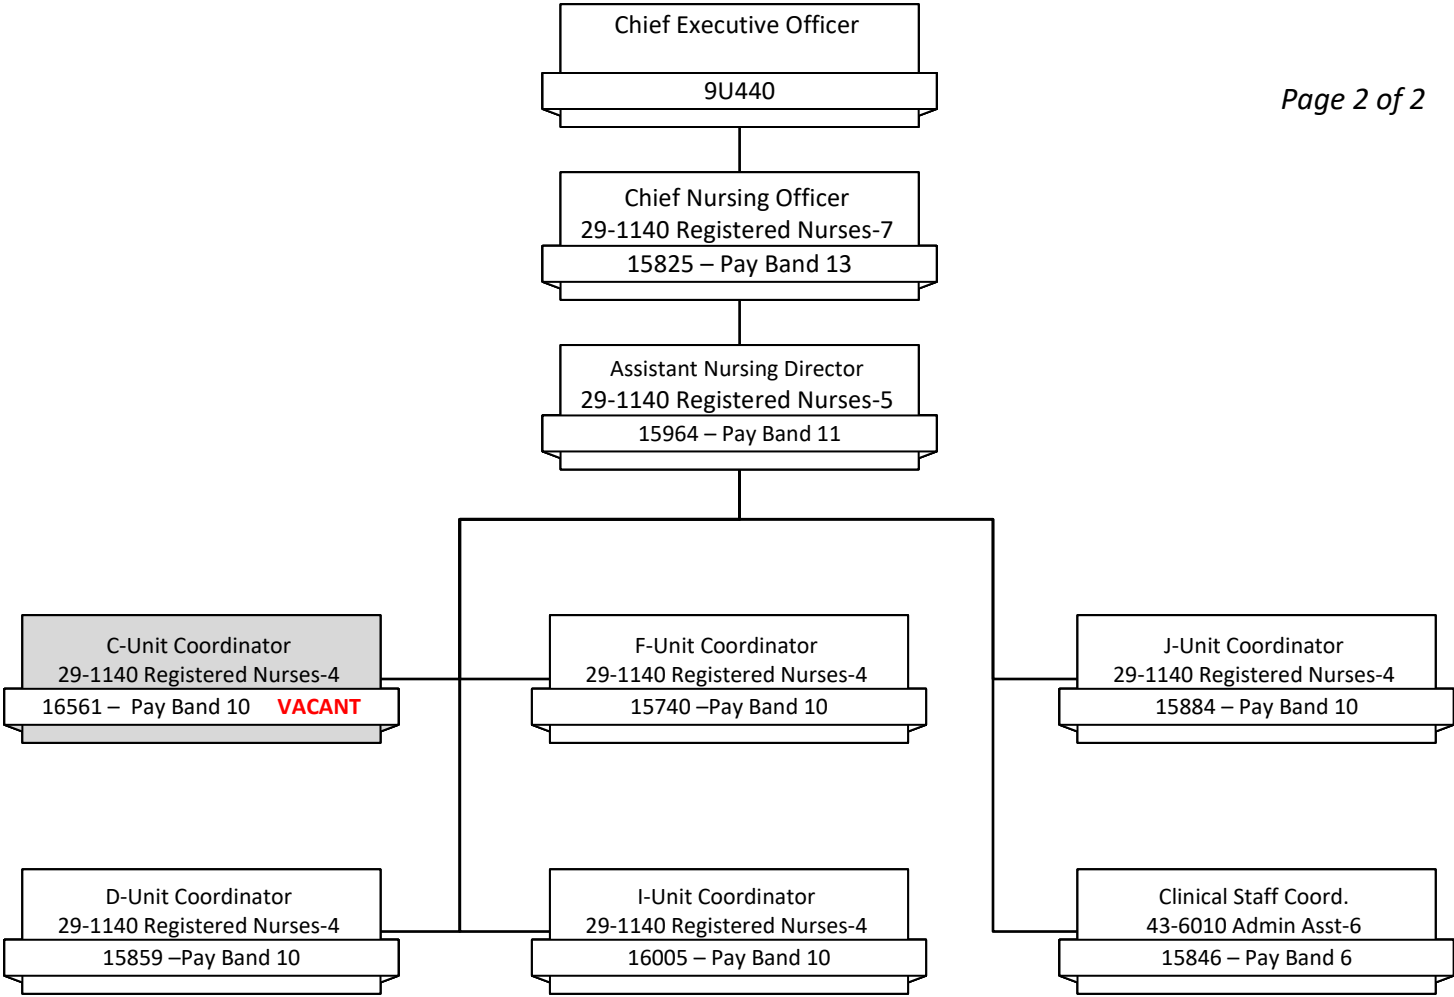 Chief Executive Officer
9U440
Page 2 of 2
Chief Nursing Officer
29-1140 Registered Nurses-7
15825 – Pay Band 13
Assistant Nursing Director
29-1140 Registered Nurses-5
15964 – Pay Band 11
C-Unit Coordinator
29-1140 Registered Nurses-4
16561 –  Pay Band 10    VACANT
F-Unit Coordinator
29-1140 Registered Nurses-4
15740 –Pay Band 10
J-Unit Coordinator
29-1140 Registered Nurses-4
15884 – Pay Band 10
D-Unit Coordinator
29-1140 Registered Nurses-4
15859 –Pay Band 10
I-Unit Coordinator
29-1140 Registered Nurses-4
16005 – Pay Band 10
Clinical Staff Coord.
43-6010 Admin Asst-6
15846 – Pay Band 6